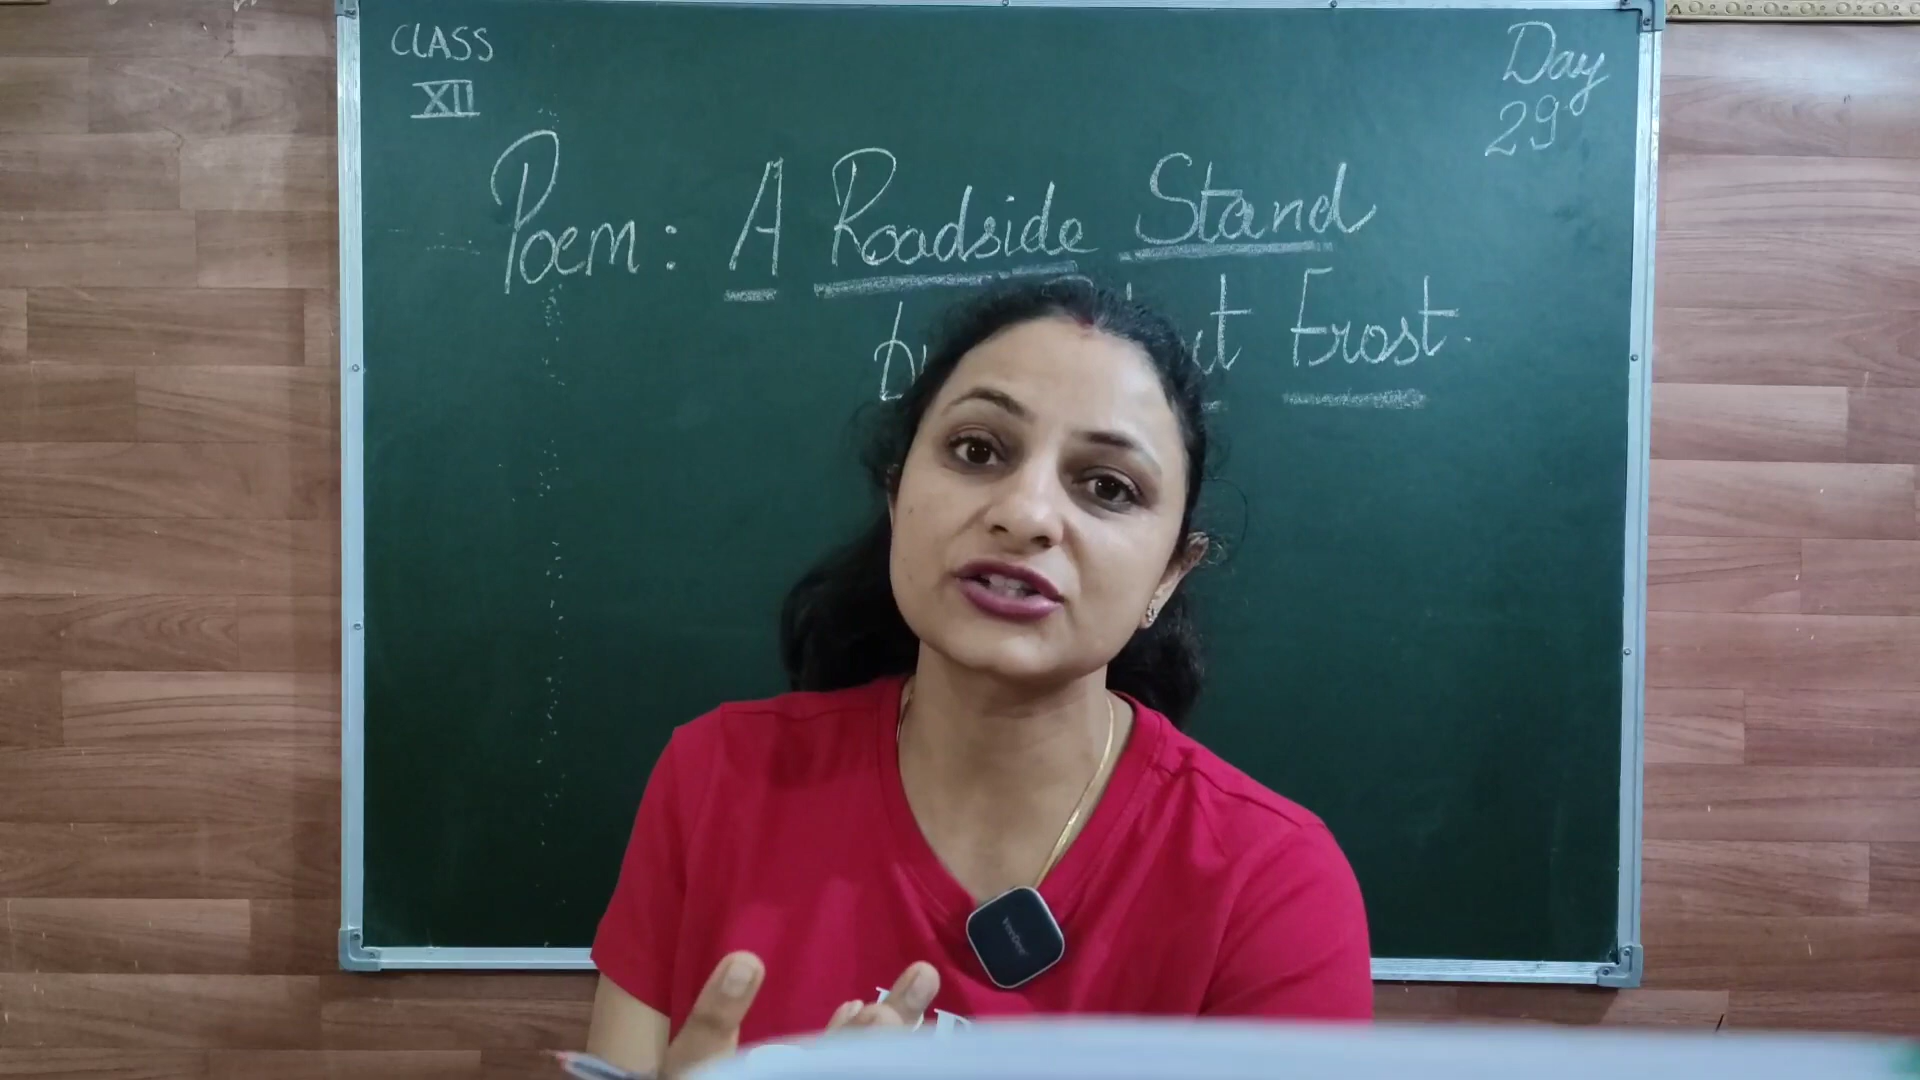 CLASS
XII
Day
29
Poem: A Roadside Stand
Frost.